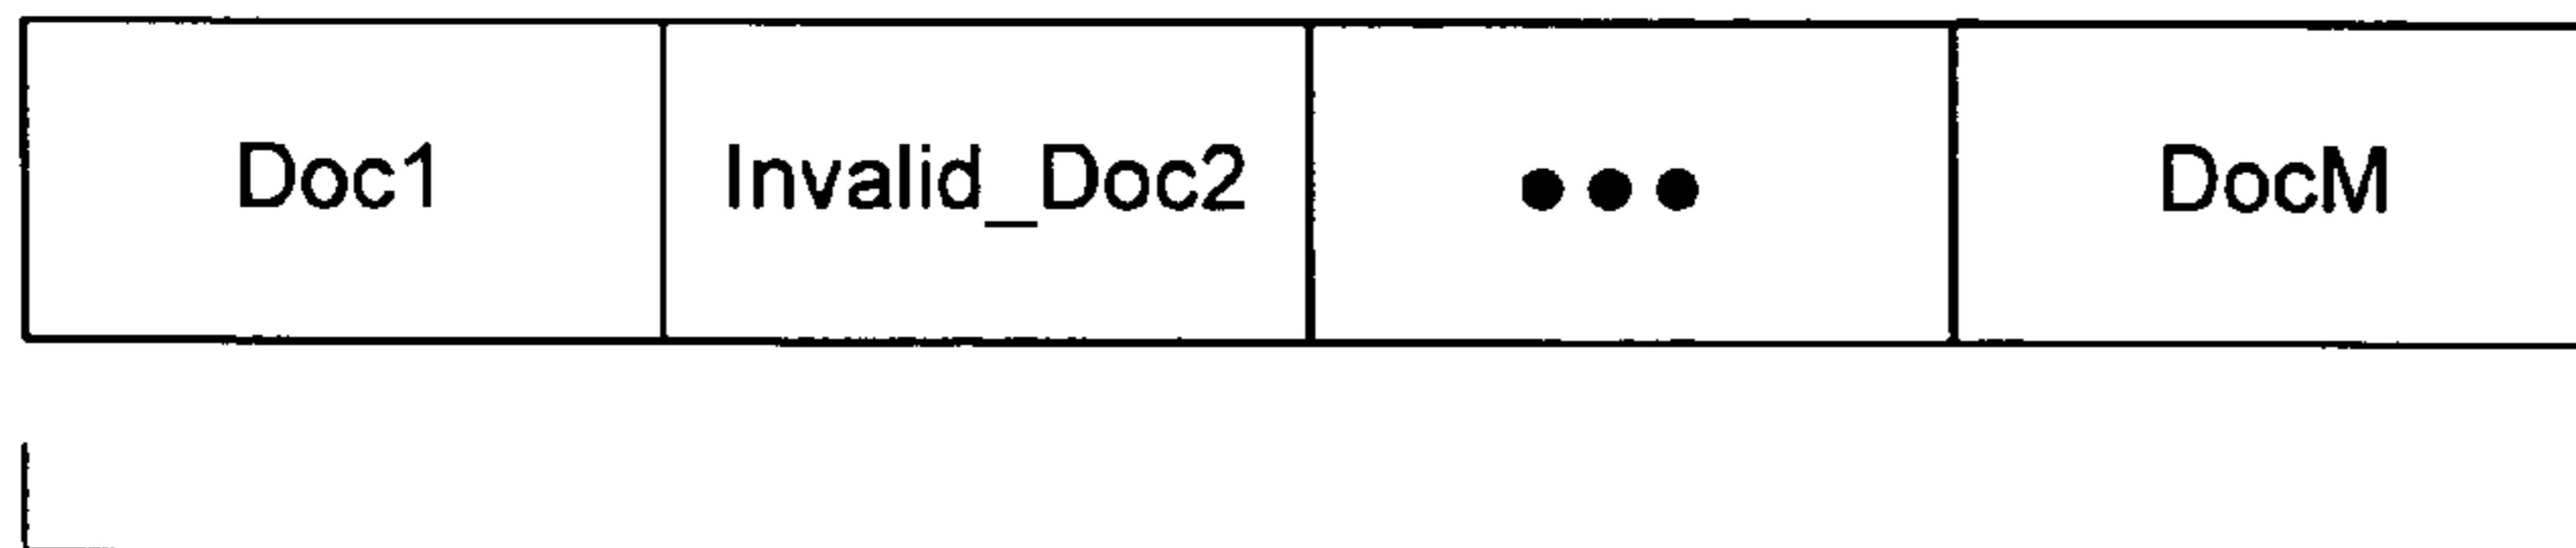 Doc1 Invalid_Doc2 ●●● DocM